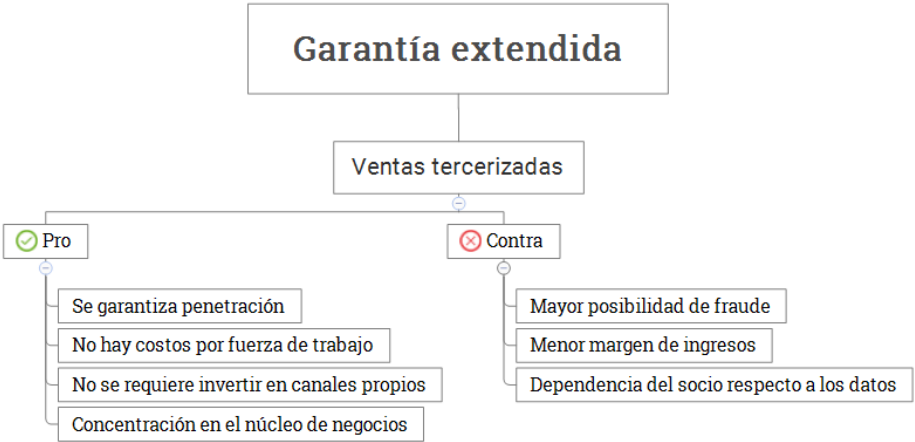 Garantía extendida
Ventas tercerizadas
Pro
Se garantiza penetración
No hay costos por fuerza de trabajo
No se requiere invertir en canales propios
Concentración en el núcleo de negocios
Contra
Mayor posibilidad de fraude
Menor margen de ingresos
Dependencia del socio respecto a los datos